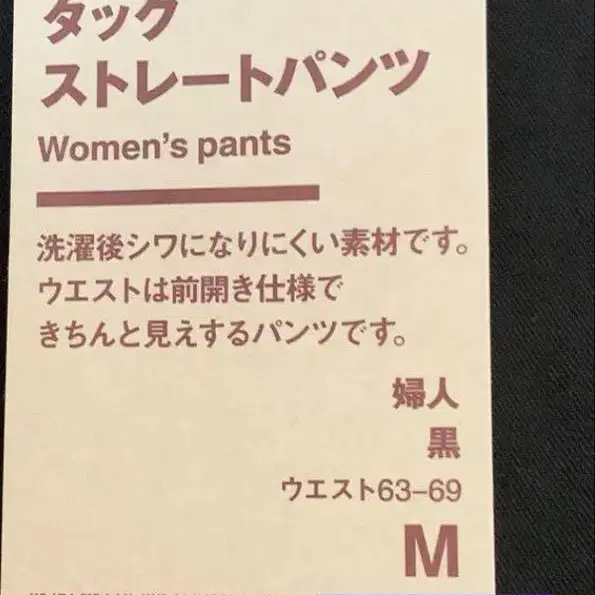 タック
ストレートパンツ
Women's pants
洗濯後シワになりにくい素材です。
ウエストは前開き仕様で
きちんと見えするパンツです。
婦人
黒
ウエスト63-69
M